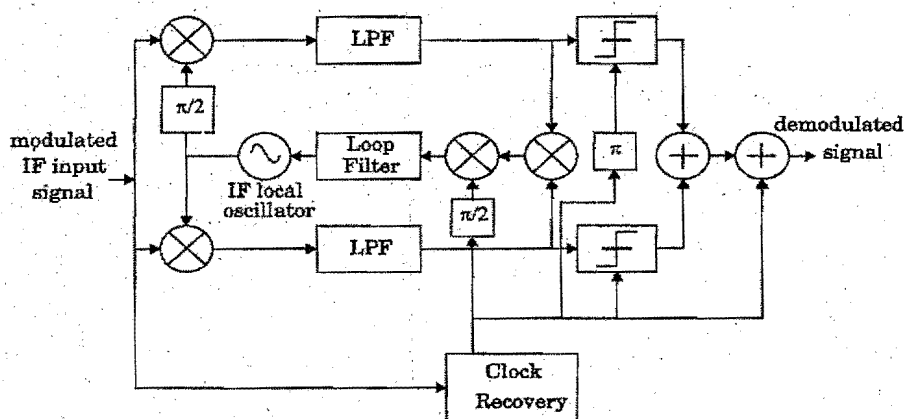 LPF
π/2
modulated
IF input
signal
Loop
Filter
IF local
oscillator
π/2
π
demodulated
signal
LPF
Clock
Recovery